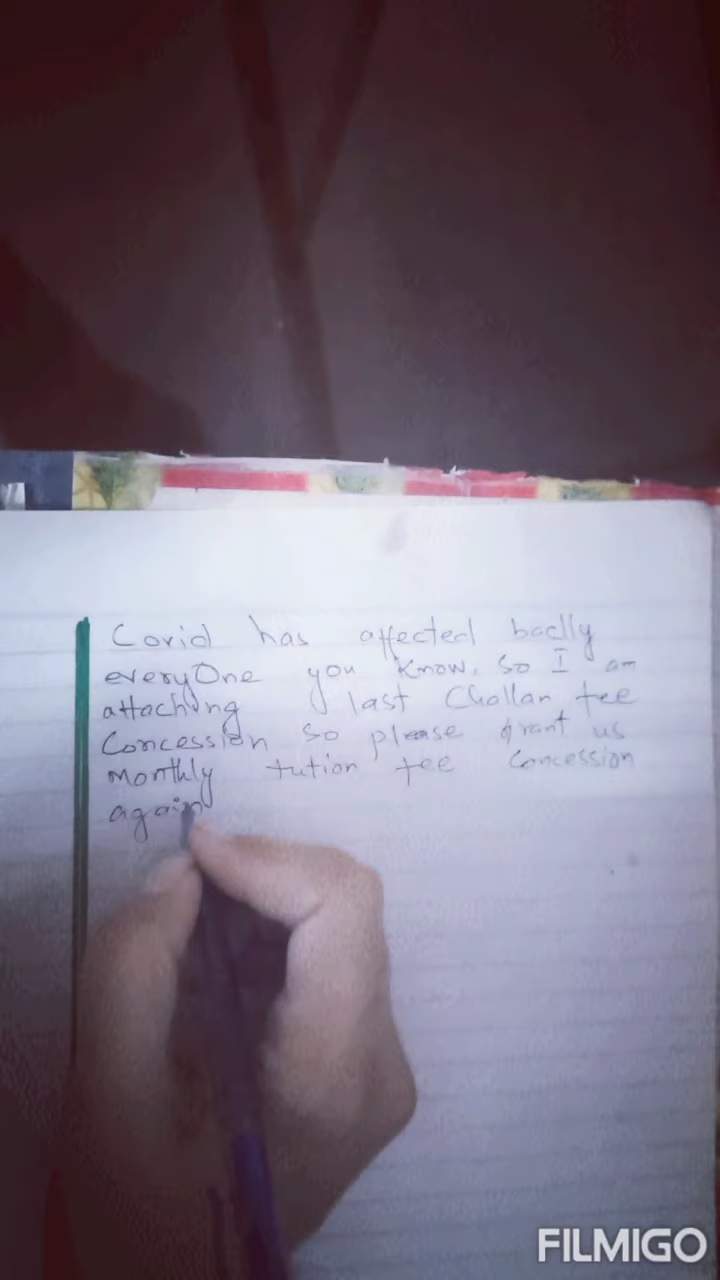 Covid has affected badly
everyOne you know. So I am
attaching last Challan fee
Concession so please grant us
monthly tution fee Concession
again
FILMIGO